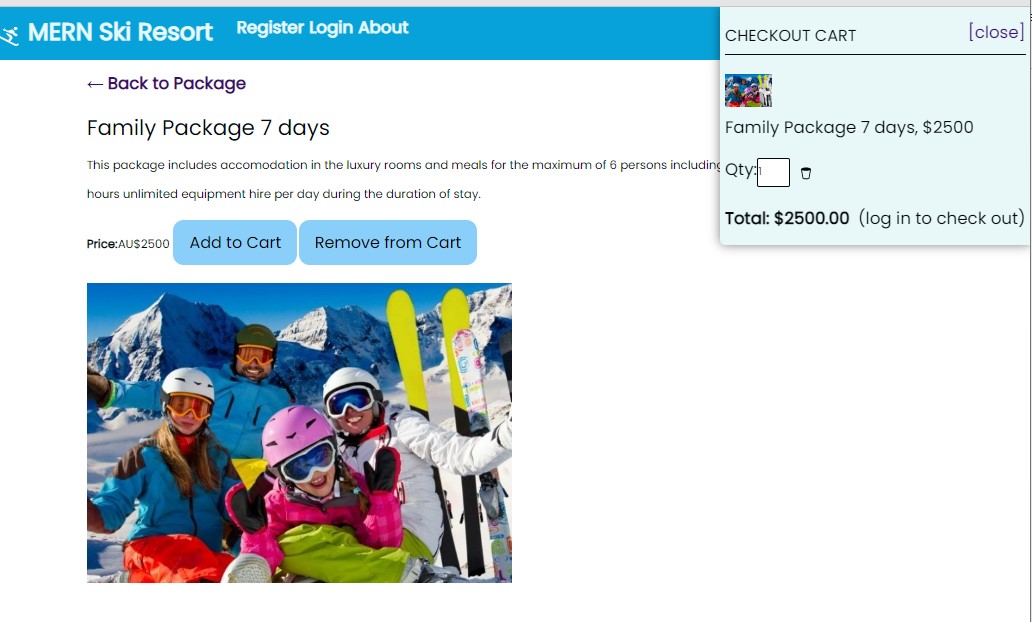 MERN Ski Resort
Register Login About
CHECKOUT CART
[close]
← Back to Package
Family Package 7 days
This package includes accomodation in the luxury rooms and meals for the maximum of 6 persons including
hours unlimited equipment hire per day during the duration of stay.
Price:AU$2500
Add to Cart
Remove from Cart
Family Package 7 days, $2500
Qty:1
Total: $2500.00 (log in to check out)